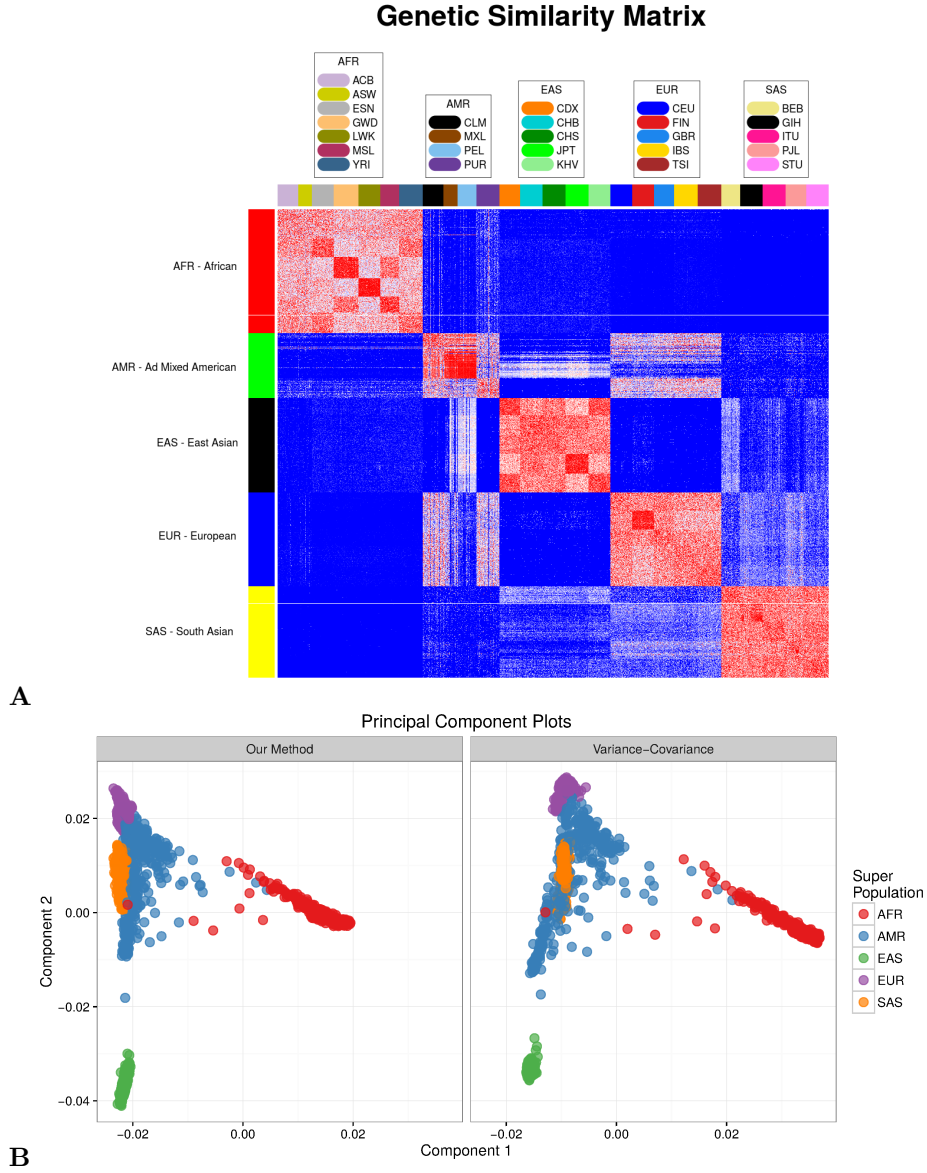 Genetic Similarity Matrix
AFR
ACB
ASW
ESN
GWD
LWK
MSL
YRI
AMR
CLM
MXL
PEL
PUR
EAS
CDX
CHB
CHS
JPT
KHV
EUR
CEU
FIN
GBR
IBS
TSI
SAS
BEB
GIH
ITU
PJL
STU
AFR - African
AMR - Ad Mixed American
EAS - East Asian
EUR - European
SAS - South Asian
A
Principal Component Plots
Our Method
Variance−Covariance
Component 2
0.02
0.00
−0.02
−0.04
−0.02
0.00
0.02
−0.02
0.00
0.02
Component 1
Super
Population
AFR
AMR
EAS
EUR
SAS
B